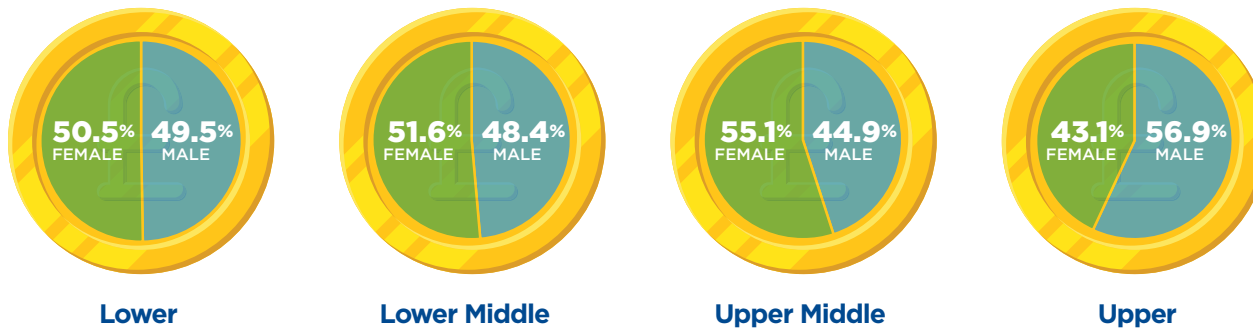 50.5% 49.5%
FEMALE MALE
51.6% 48.4%
FEMALE MALE
55.1% 44.9%
FEMALE MALE
43.1% 56.9%
FEMALE MALE
£
£
£
£
Lower
Lower Middle
Upper Middle
Upper